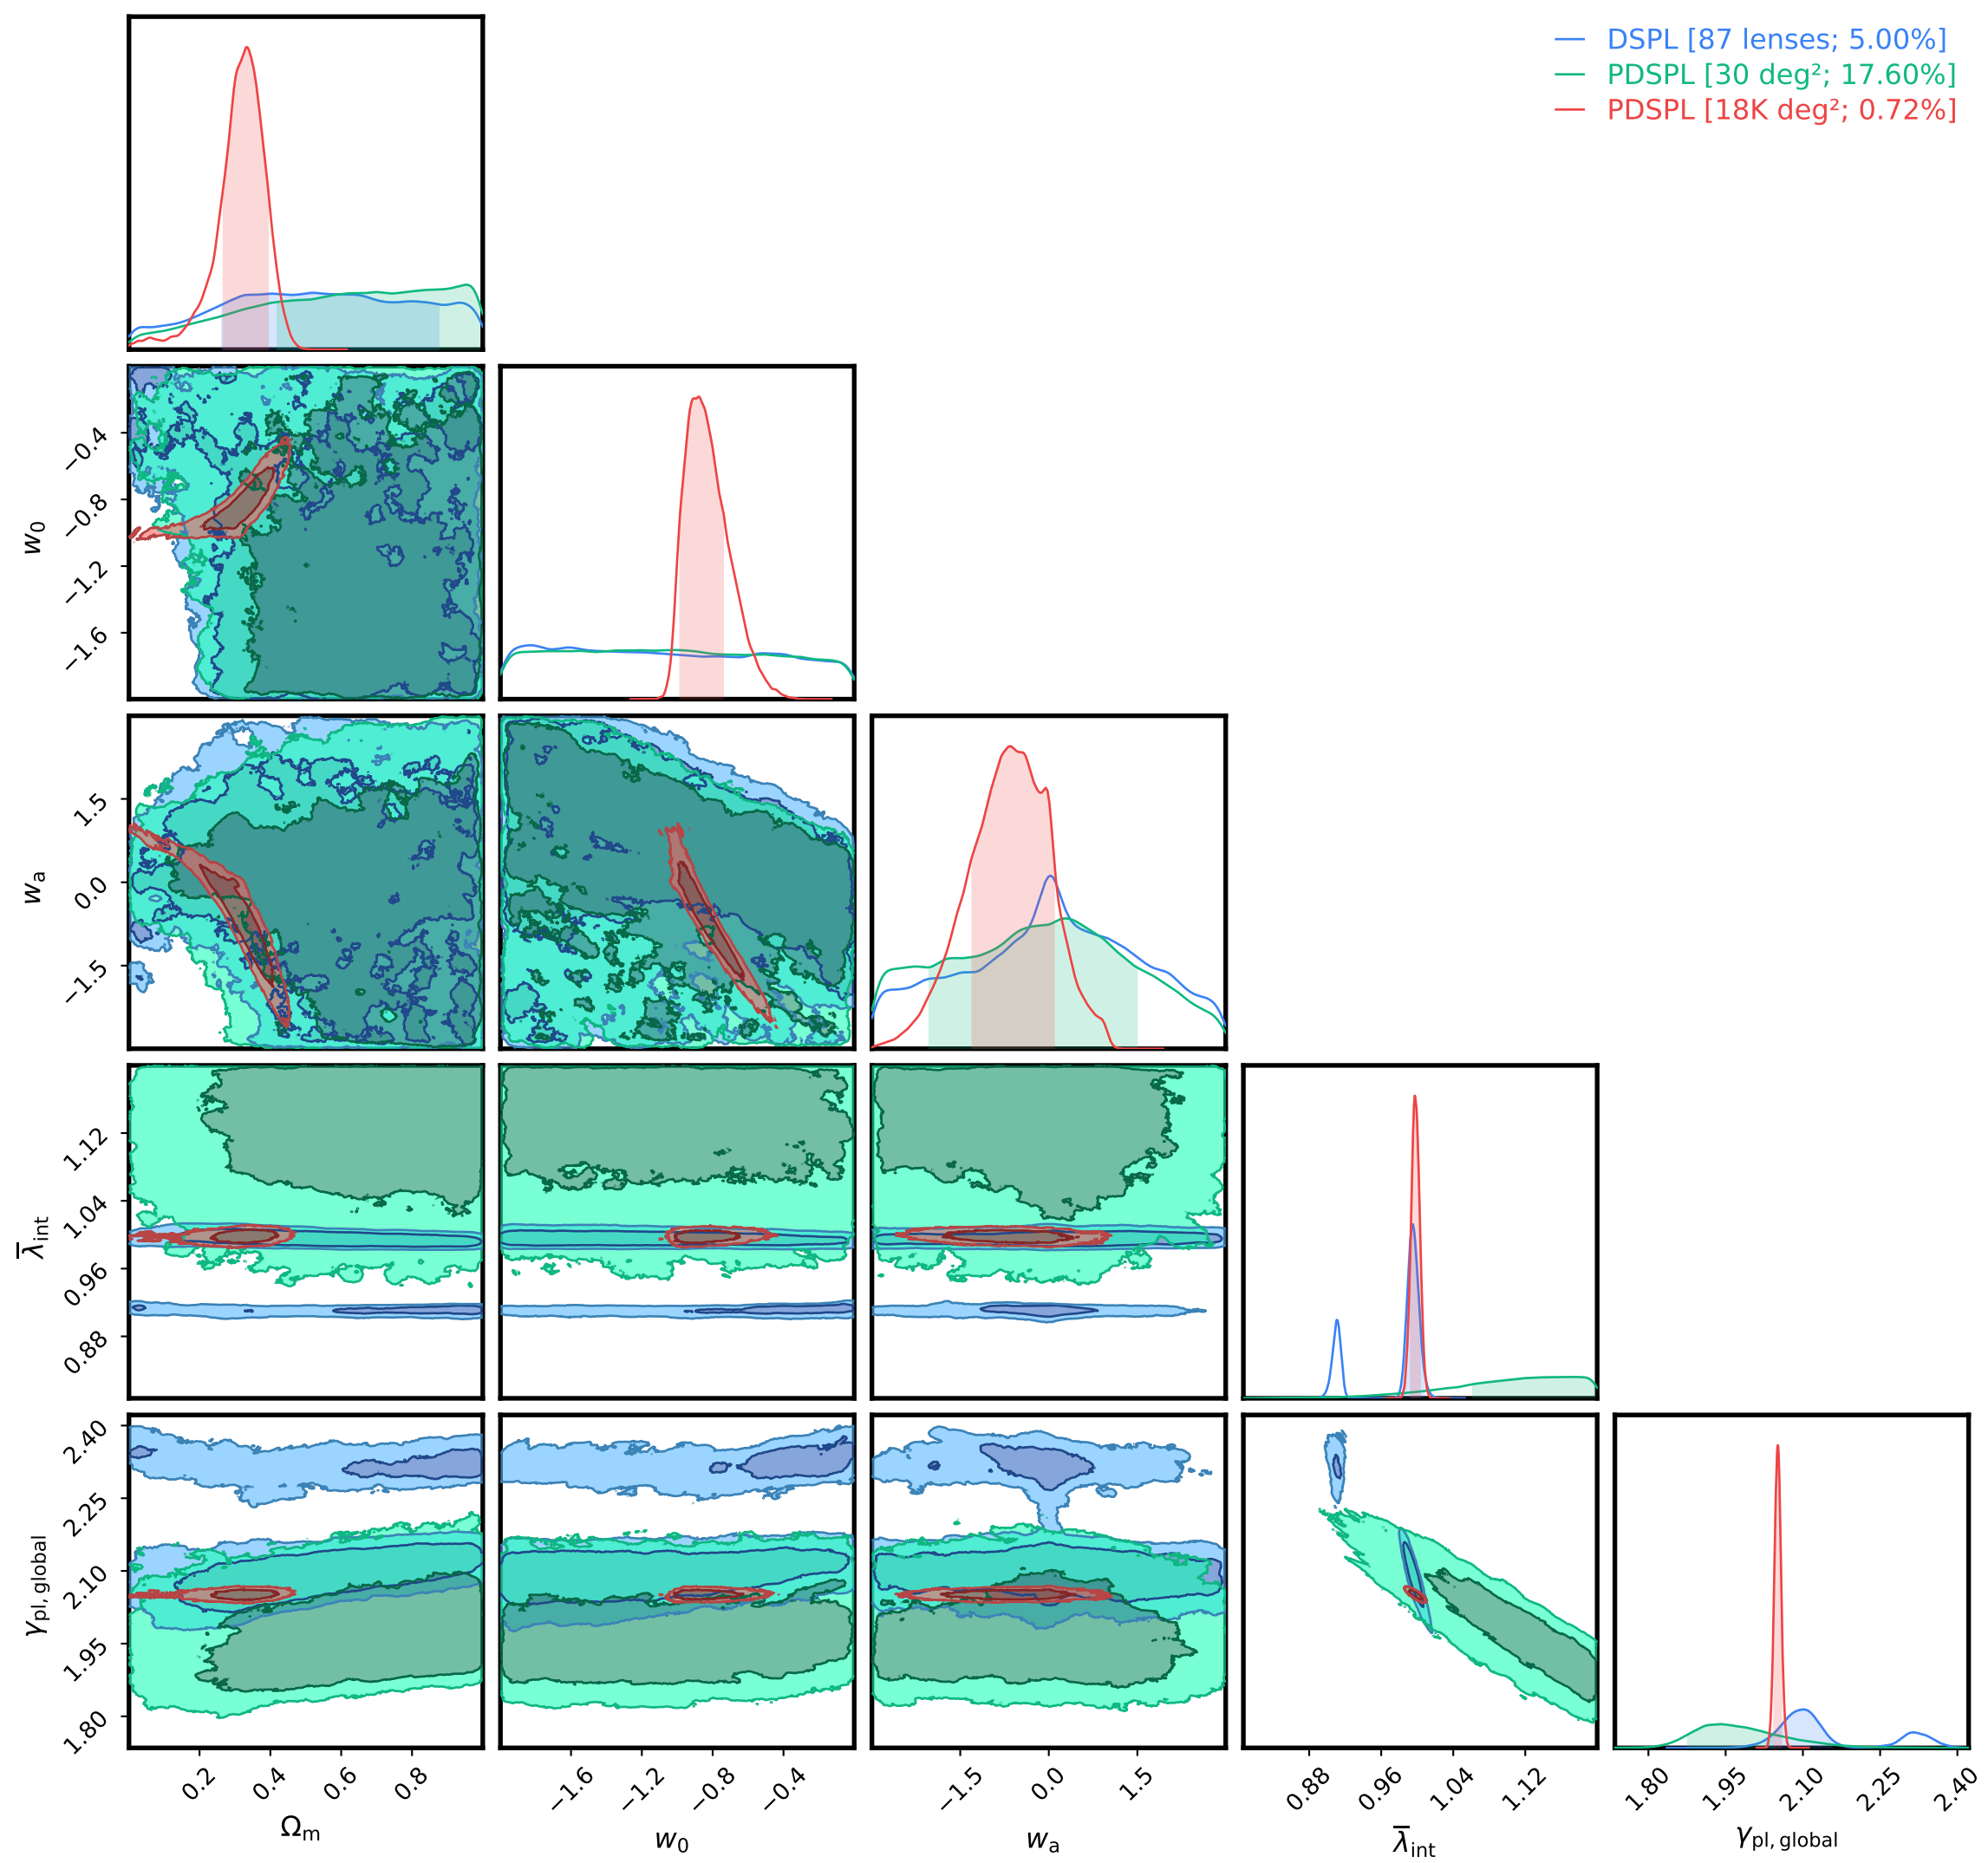 DSPL [87 lenses; 5.00%]
PDSPL [30 deg²; 17.60%]
PDSPL [18K deg²; 0.72%]
w₀
−0.4
−0.8
−1.2
−1.6
wₐ
1.5
0.0
−1.5
λ̅int
1.12
1.04
0.96
0.88
γpl, global
2.40
2.25
2.10
1.95
1.80
0.2 0.4 0.6 0.8
−1.6 −1.2 −0.8 −0.4
−1.5 0.0 1.5
0.88 0.96 1.04 1.12
1.80 1.95 2.10 2.25 2.40
Ωm
w₀
wₐ
λ̅int
γpl, global